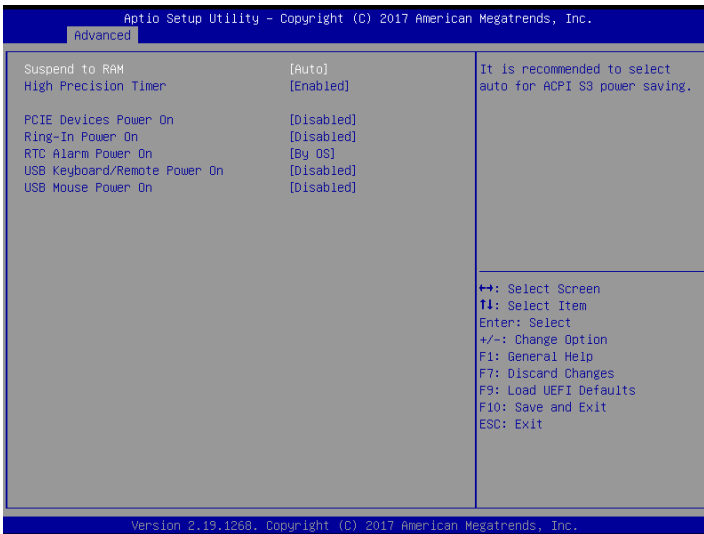 Aptio Setup Utility – Copyright (C) 2017 American Megatrends, Inc.
Advanced
Suspend to RAM [Auto]
High Precision Timer [Enabled]
PCIE Devices Power On [Disabled]
Ring-In Power On [Disabled]
RTC Alarm Power On [By OS]
USB Keyboard/Remote Power On [Disabled]
USB Mouse Power On [Disabled]
It is recommended to select
auto for ACPI S3 power saving.
↔: Select Screen
↑↓: Select Item
Enter: Select
+/-: Change Option
F1: General Help
F7: Discard Changes
F9: Load UEFI Defaults
F10: Save and Exit
ESC: Exit
Version 2.19.1268. Copyright (C) 2017 American Megatrends, Inc.